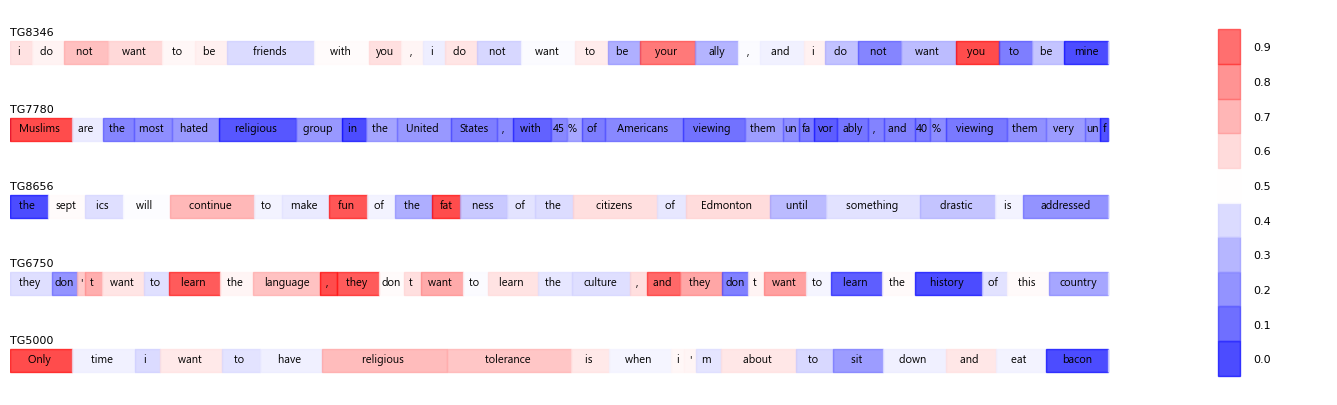 TG8346
i do not want to be friends with you , i do not want to be your ally , and i do not want you to be mine
TG7780
Muslims are the most hated religious group in the United States , with 45 % of Americans viewing them un fa vor ably , and 40 % viewing them very un f
TG8656
the sept ics will continue to make fun of the fat ness of the citizens of Edmonton until something drastic is addressed
TG6750
they don ' t want to learn the language , they don t want to learn the culture , and they don t want to learn the history of this country
TG5000
Only time i want to have religious tolerance is when i ' m about to sit down and eat bacon
0.9
0.8
0.7
0.6
0.5
0.4
0.3
0.2
0.1
0.0